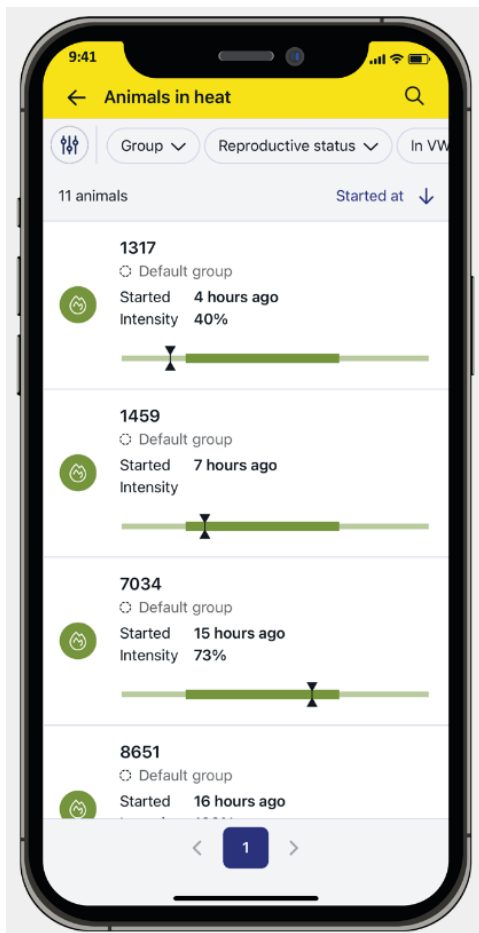 9:41
Animals in heat
Group
Reproductive status
In VW
11 animals
Started at
1317
Default group
Started 4 hours ago
Intensity 40%
1459
Default group
Started 7 hours ago
Intensity
7034
Default group
Started 15 hours ago
Intensity 73%
8651
Default group
Started 16 hours ago
1